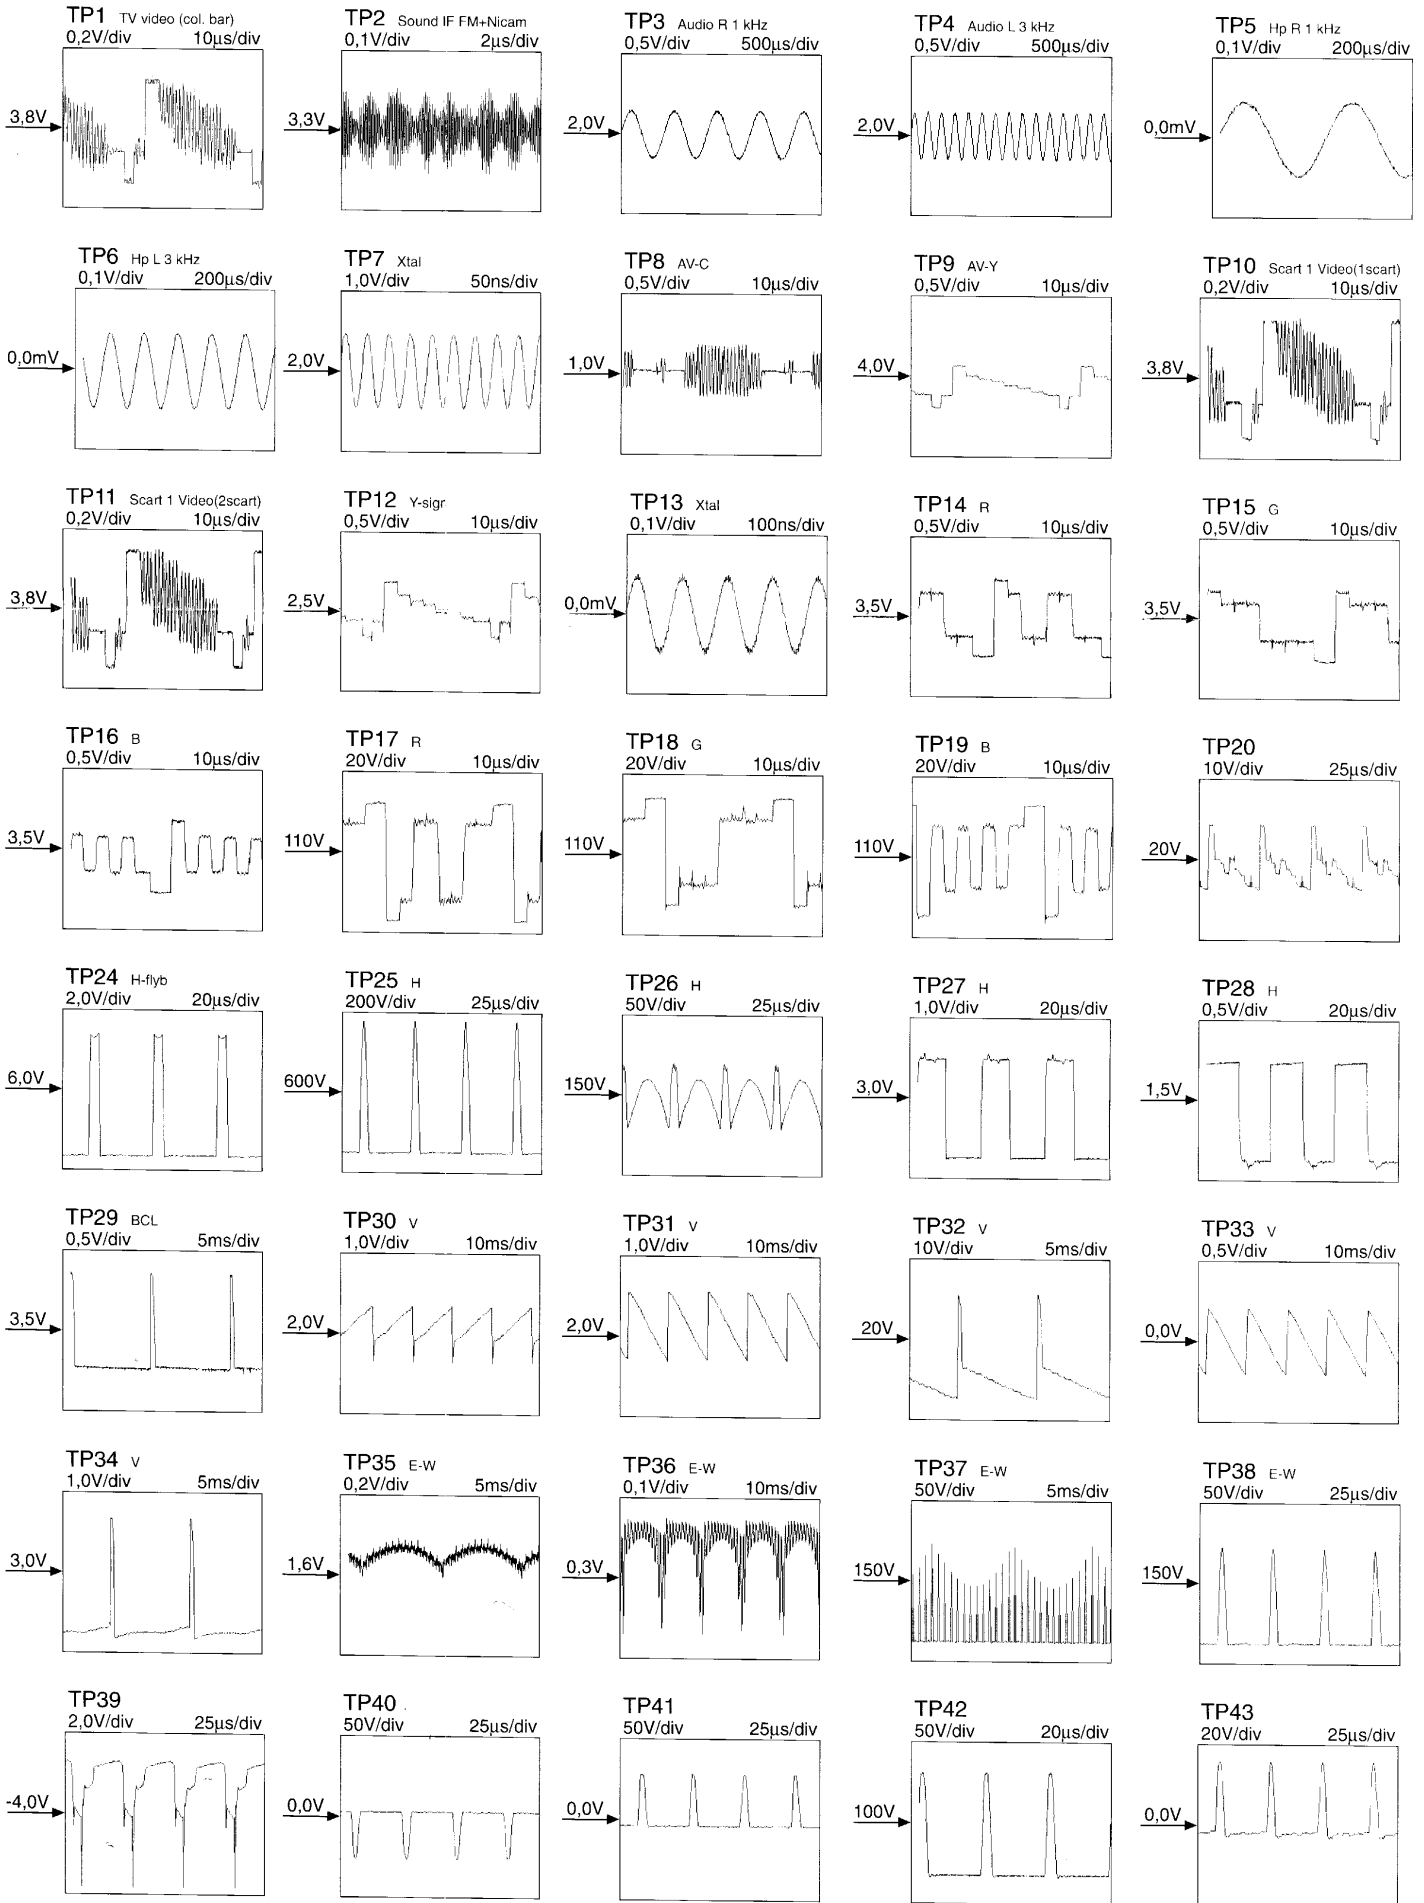 TP1 TV video (col. bar)
0,2V/div 10µs/div
3,8V
TP2 Sound IF FM+Nicam
0,1V/div 2µs/div
3,3V
TP3 Audio R 1 kHz
0,5V/div 500µs/div
2,0V
TP4 Audio L 3 kHz
0,5V/div 500µs/div
2,0V
TP5 Hp R 1 kHz
0,1V/div 200µs/div
0,0mV
TP6 Hp L 3 kHz
0,1V/div 200µs/div
0,0mV
TP7 Xtal
1,0V/div 50ns/div
2,0V
TP8 AV-C
0,5V/div 10µs/div
1,0V
TP9 AV-Y
0,5V/div 10µs/div
4,0V
TP10 Scart 1 Video(1scart)
0,2V/div 10µs/div
3,8V
TP11 Scart 1 Video(2scart)
0,2V/div 10µs/div
3,8V
TP12 Y-sign
0,5V/div 10µs/div
2,5V
TP13 Xtal
0,1V/div 100ns/div
0,0mV
TP14 R
0,5V/div 10µs/div
3,5V
TP15 G
0,5V/div 10µs/div
3,5V
TP16 B
0,5V/div 10µs/div
3,5V
TP17 R
20V/div 10µs/div
110V
TP18 G
20V/div 10µs/div
110V
TP19 B
20V/div 10µs/div
110V
TP20
10V/div 25µs/div
20V
TP24 H-flyb
2,0V/div 20µs/div
6,0V
TP25 H
200V/div 25µs/div
600V
TP26 H
50V/div 25µs/div
150V
TP27 H
1,0V/div 20µs/div
3,0V
TP28 H
0,5V/div 20µs/div
1,5V
TP29 BCL
0,5V/div 5ms/div
3,5V
TP30 V
1,0V/div 10ms/div
2,0V
TP31 V
1,0V/div 10ms/div
2,0V
TP32 V
10V/div 5ms/div
20V
TP33 V
0,5V/div 10ms/div
0,0V
TP34 V
1,0V/div 5ms/div
3,0V
TP35 E-W
0,2V/div 5ms/div
1,6V
TP36 E-W
0,1V/div 10ms/div
0,3V
TP37 E-W
50V/div 5ms/div
150V
TP38 E-W
50V/div 25µs/div
150V
TP39
2,0V/div 25µs/div
-4,0V
TP40
50V/div 25µs/div
0,0V
TP41
50V/div 25µs/div
0,0V
TP42
50V/div 20µs/div
100V
TP43
20V/div 25µs/div
0,0V